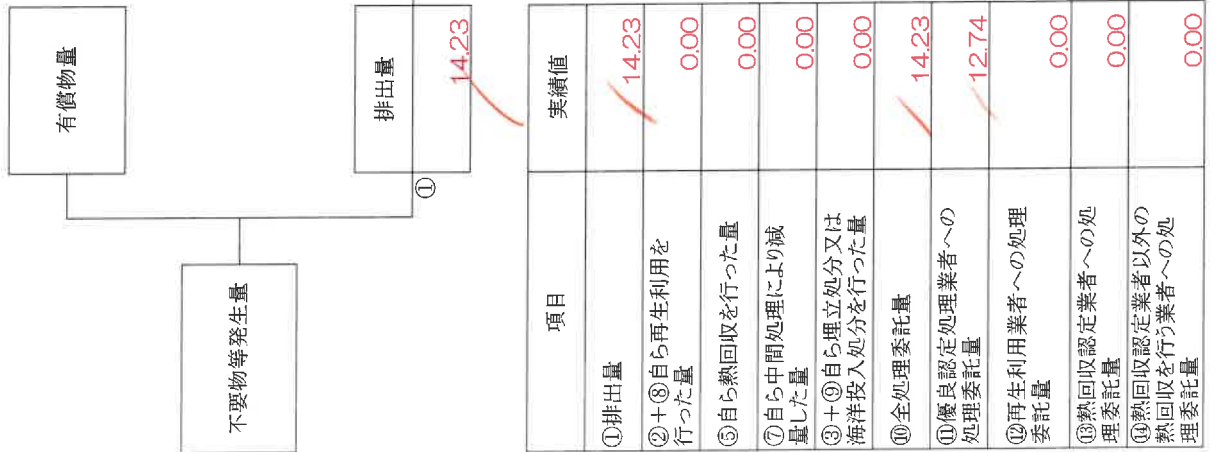 有償物量
不要物等発生量
排出量
①
14.23
項目
実績値
①排出量
14.23
②+⑧自ら再生利用を
行った量
0.00
⑤自ら熱回収を行った量
0.00
⑦自ら中間処理により減
量した量
0.00
③+⑨自ら埋立処分又は
海洋投入処分を行った量
0.00
⑩全処理委託量
14.23
⑪優良認定処理業者への
処理委託量
12.74
⑫再生利用業者への処理
委託量
0.00
⑬熱回収認定業者への処
理委託量
0.00
⑭熱回収認定業者以外の
熱回収を行う業者への処
理委託量
0.00